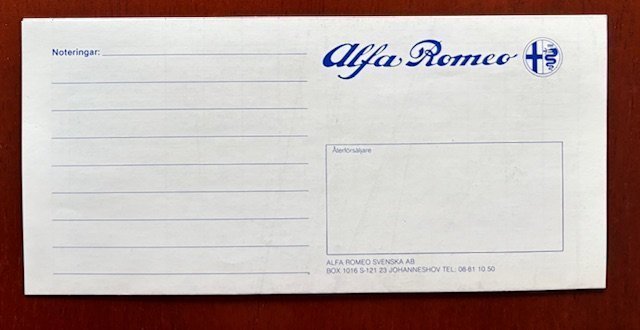 Noteringar:
Alfa Romeo
Återförsäljare
ALFA ROMEO SVENSKA AB
BOX 1016 S-121 23 JOHANNESHOV TEL: 08-81 10 50